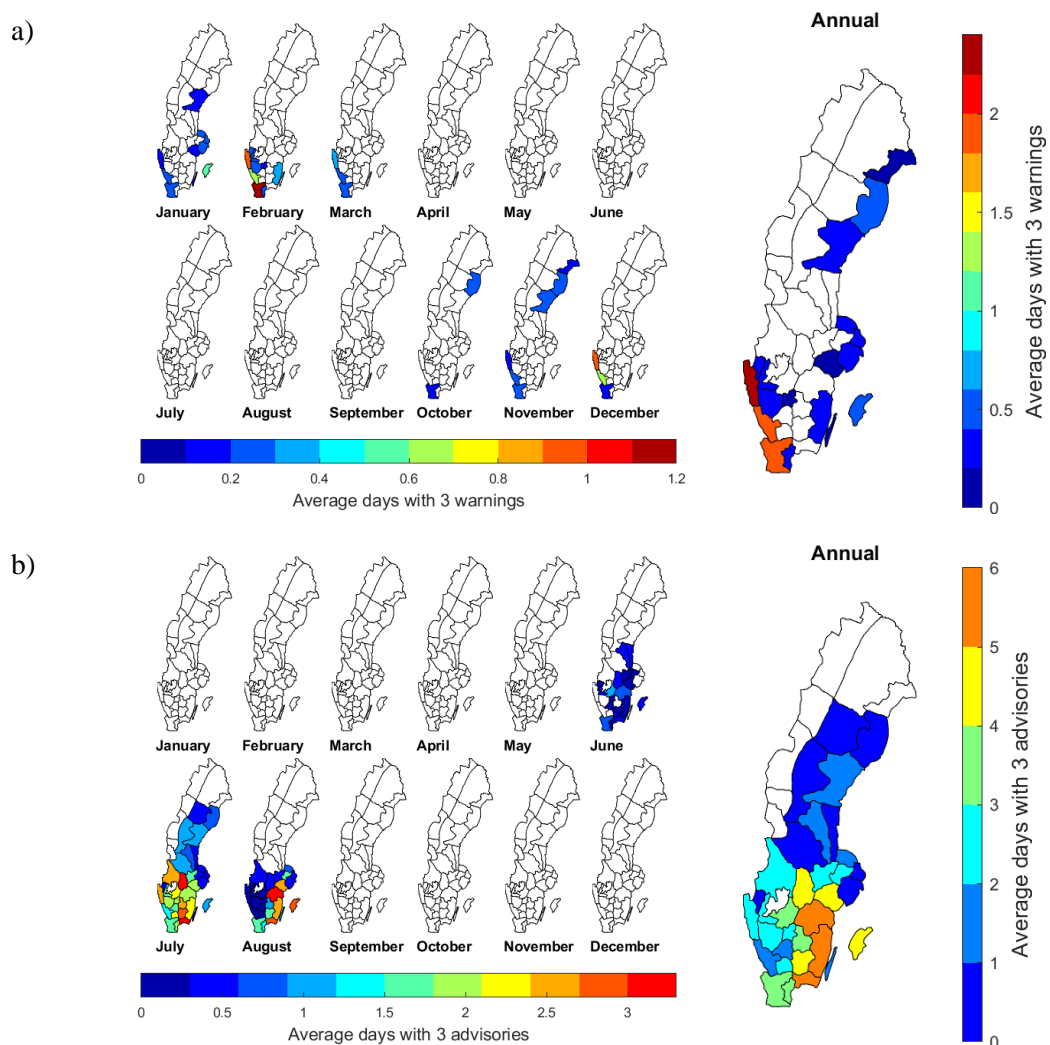 a)
Annual
January February March April May June
July August September October November December
0 0.2 0.4 0.6 0.8 1 1.2
Average days with 3 warnings
2
1.5
1
0.5
0
Average days with 3 warnings
b)
Annual
January February March April May June
July August September October November December
0 0.5 1 1.5 2 2.5 3
Average days with 3 advisories
6
5
4
3
2
1
0
Average days with 3 advisories